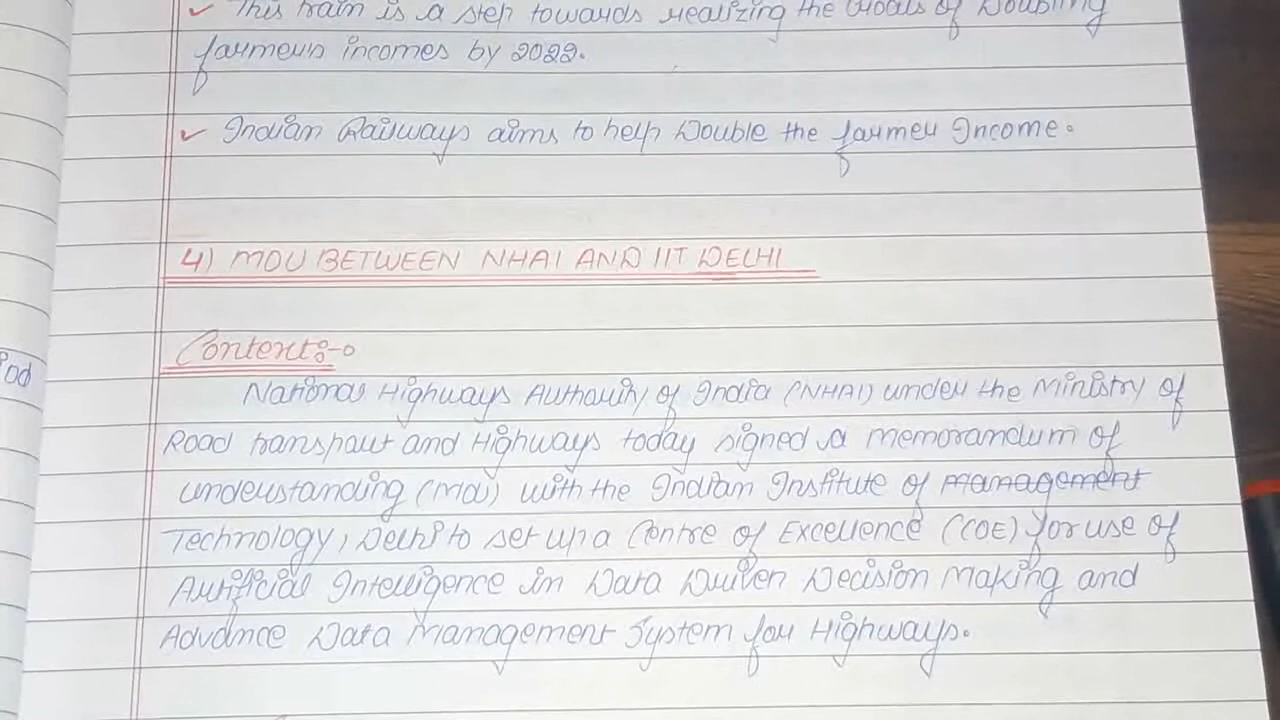 ✓ This train is a step towards realizing the Goals of Doubling
farmers incomes by 2022.
✓ Indian Railways aims to help Double the farmer Income.
4) MOU BETWEEN NHAI AND IIT DELHI
Context:-
National Highways Authority of India (NHAI) under the Ministry of
Road transport and Highways today signed a memorandum of
understanding (MOU) with the Indian Institute of management
Technology, Delhi to set up a Centre of Excellence (COE) for use of
Artificial Intelligence in Data Driven Decision Making and
Advance Data Management System for Highways.